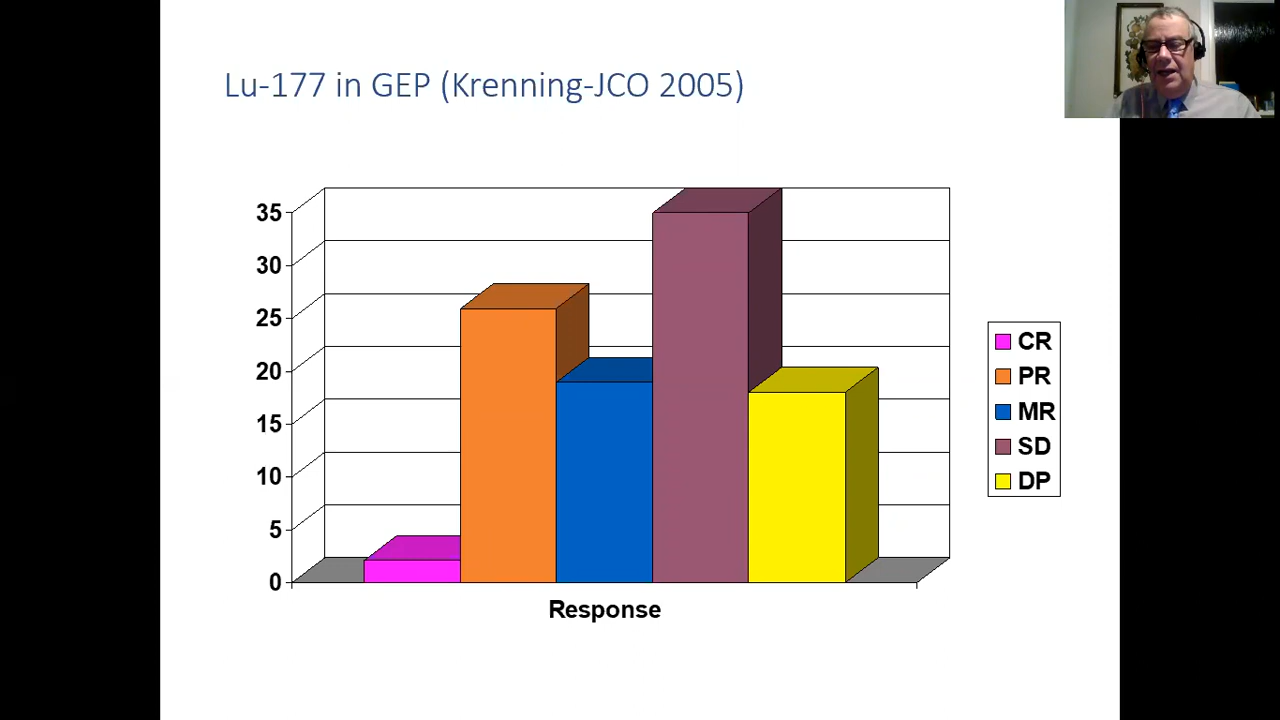 Lu-177 in GEP (Krenning-JCO 2005)
35
30
25
20
15
10
5
0
CR
PR
MR
SD
DP
Response